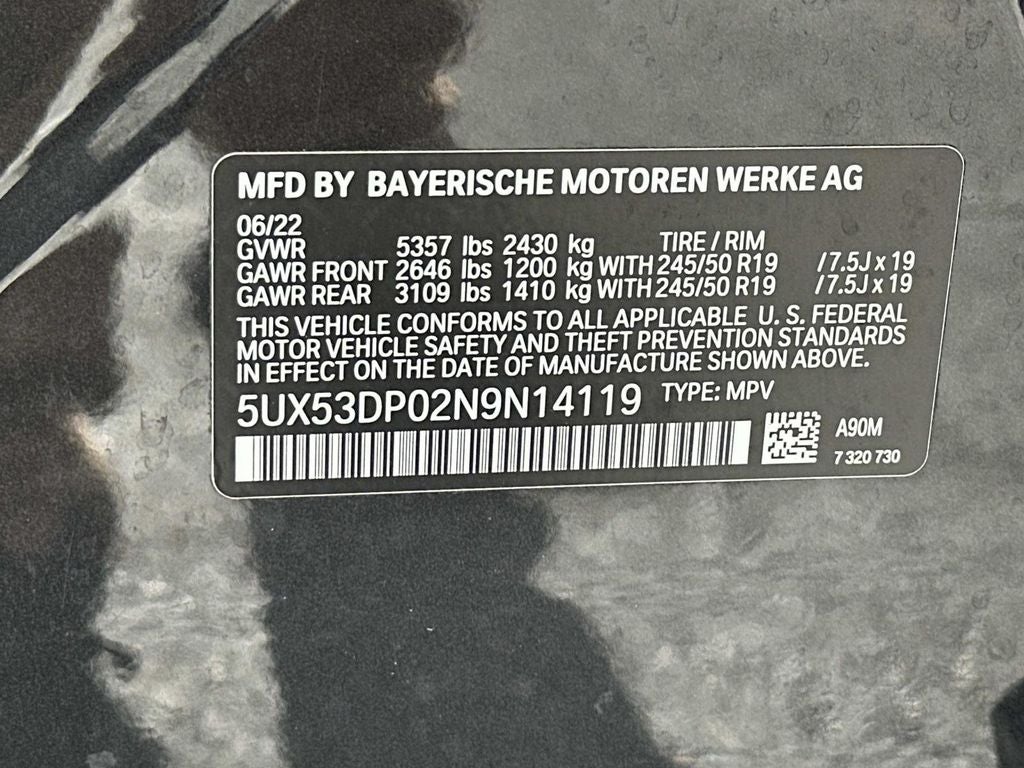 MFD BY BAYERISCHE MOTOREN WERKE AG
06/22
GVWR 5357 lbs 2430 kg TIRE / RIM
GAWR FRONT 2646 lbs 1200 kg WITH 245/50 R19 /7.5J x 19
GAWR REAR 3109 lbs 1410 kg WITH 245/50 R19 /7.5J x 19
THIS VEHICLE CONFORMS TO ALL APPLICABLE U. S. FEDERAL
MOTOR VEHICLE SAFETY AND THEFT PREVENTION STANDARDS
IN EFFECT ON THE DATE OF MANUFACTURE SHOWN ABOVE.
5UX53DP02N9N14119 TYPE: MPV
A90M
7 320 730